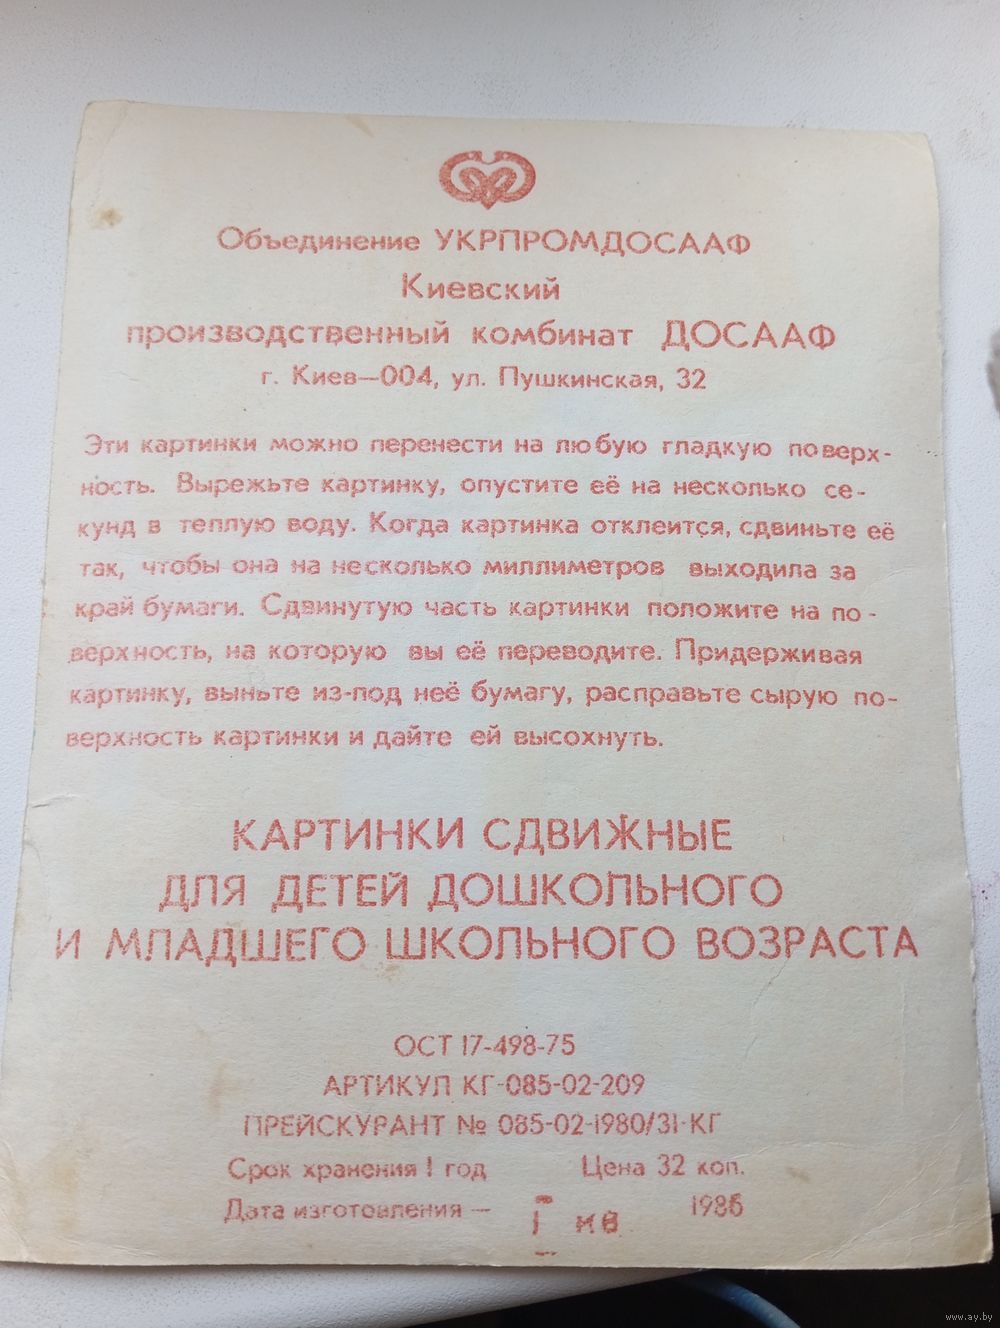 Объединение УКРПРОМДОСААФ
Киевский
производственный комбинат ДОСААФ
г. Киев—004, ул. Пушкинская, 32
Эти картинки можно перенести на любую гладкую поверх-
ность. Вырежьте картинку, опустите её на несколько се-
кунд в теплую воду. Когда картинка отклеится, сдвиньте её
так, чтобы она на несколько миллиметров выходила за
край бумаги. Сдвинутую часть картинки положите на по-
верхность, на которую вы её переводите. Придерживая
картинку, выньте из-под неё бумагу, расправьте сырую по-
верхность картинки и дайте ей высохнуть.
КАРТИНКИ СДВИЖНЫЕ
ДЛЯ ДЕТЕЙ ДОШКОЛЬНОГО
И МЛАДШЕГО ШКОЛЬНОГО ВОЗРАСТА
ОСТ 17-498-75
АРТИКУЛ КГ-085-02-209
ПРЕЙСКУРАНТ № 085-02-1980/31-КГ
Срок хранения 1 год Цена 32 коп.
Дата изготовления — I кв 1986
www.ay.by